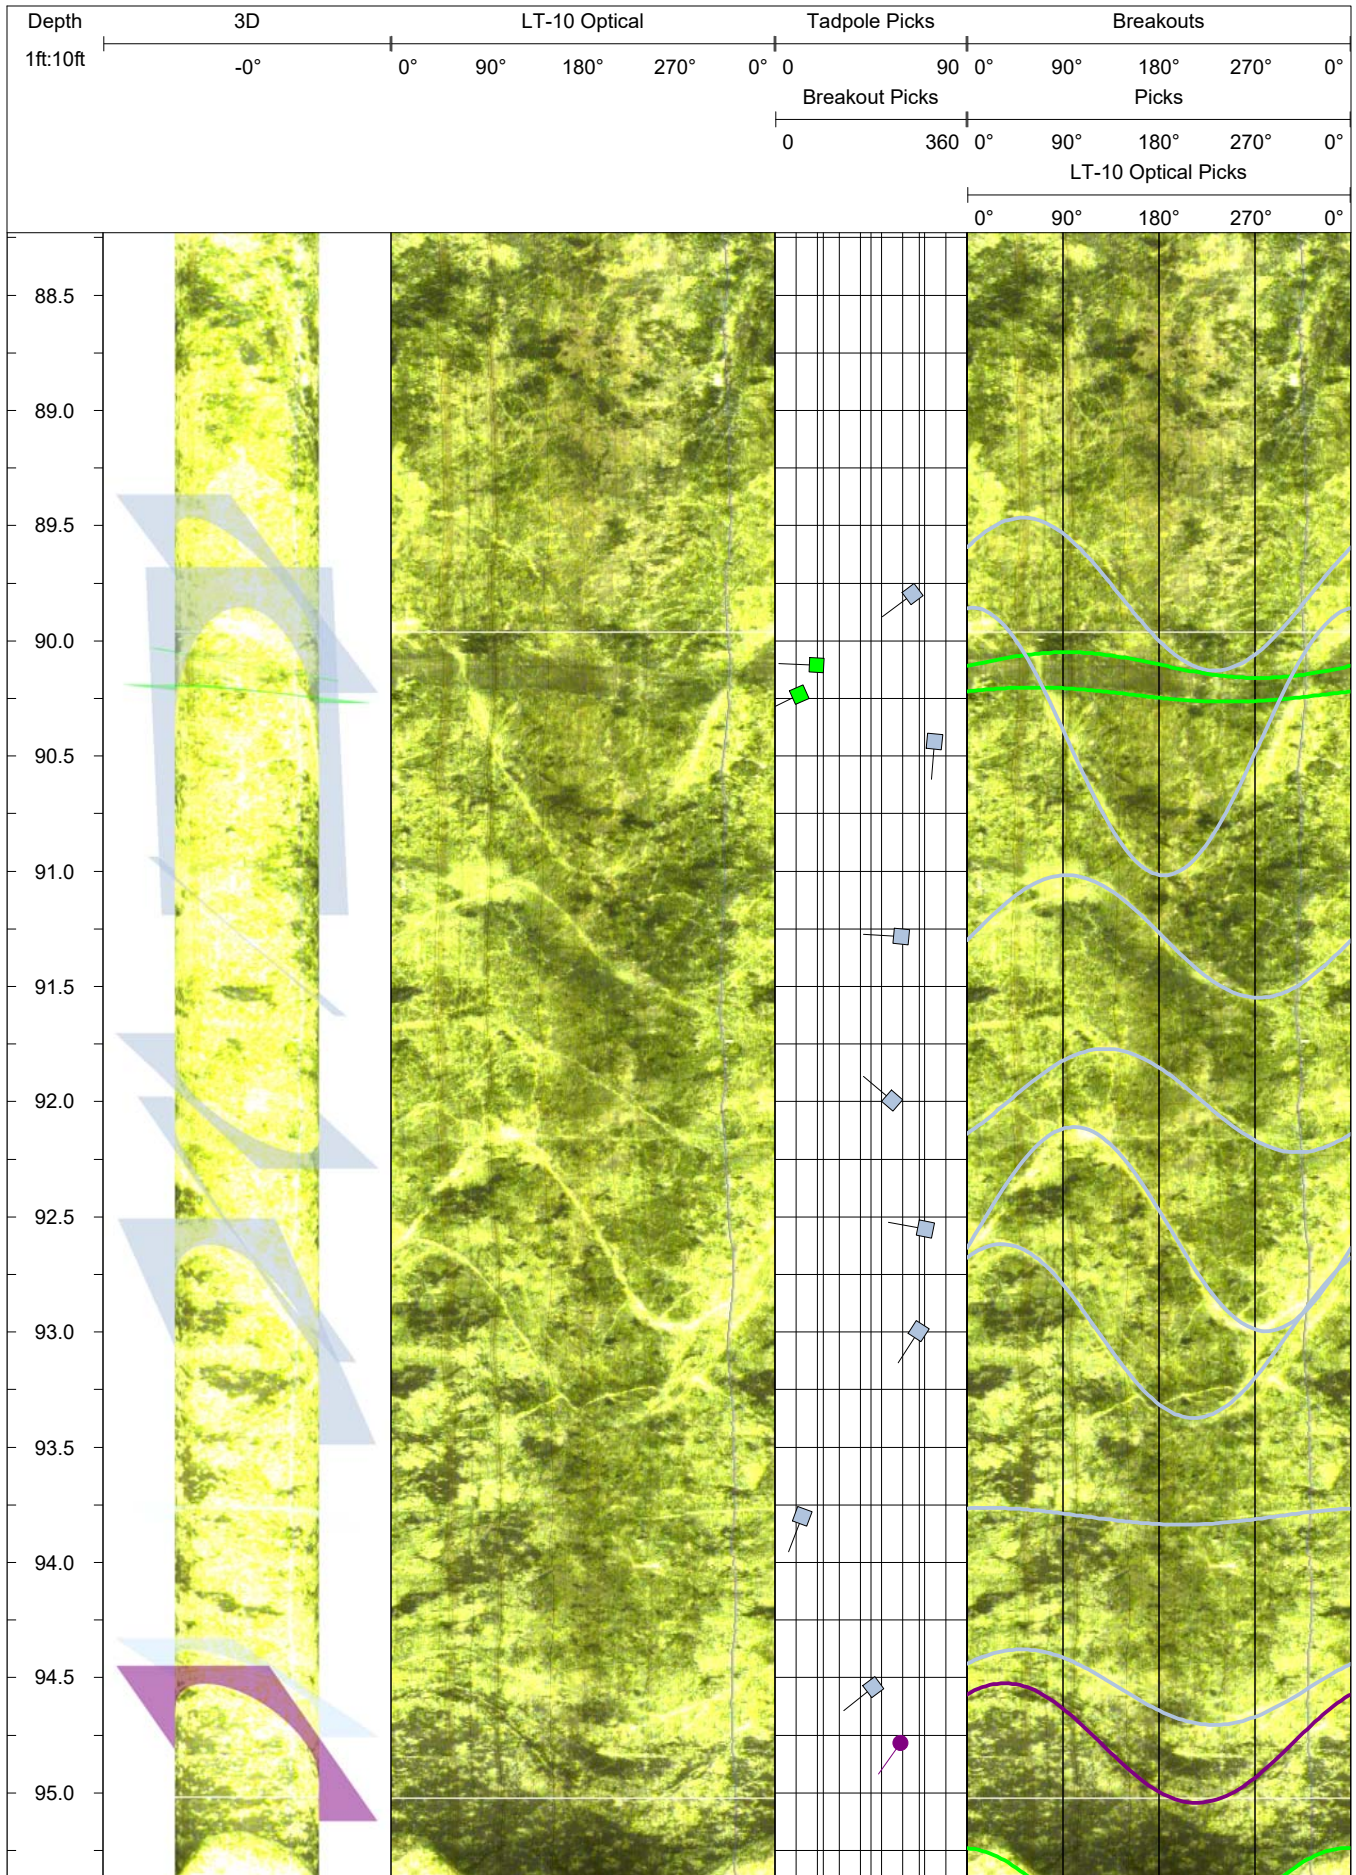 Depth 3D LT-10 Optical Tadpole Picks Breakouts
1ft:10ft -0° 0° 90° 180° 270° 0° 0 90 0° 90° 180° 270° 0°
Breakout Picks Picks
0 360 0° 90° 180° 270° 0°
LT-10 Optical Picks
0° 90° 180° 270° 0°
88.5
89.0
89.5
90.0
90.5
91.0
91.5
92.0
92.5
93.0
93.5
94.0
94.5
95.0